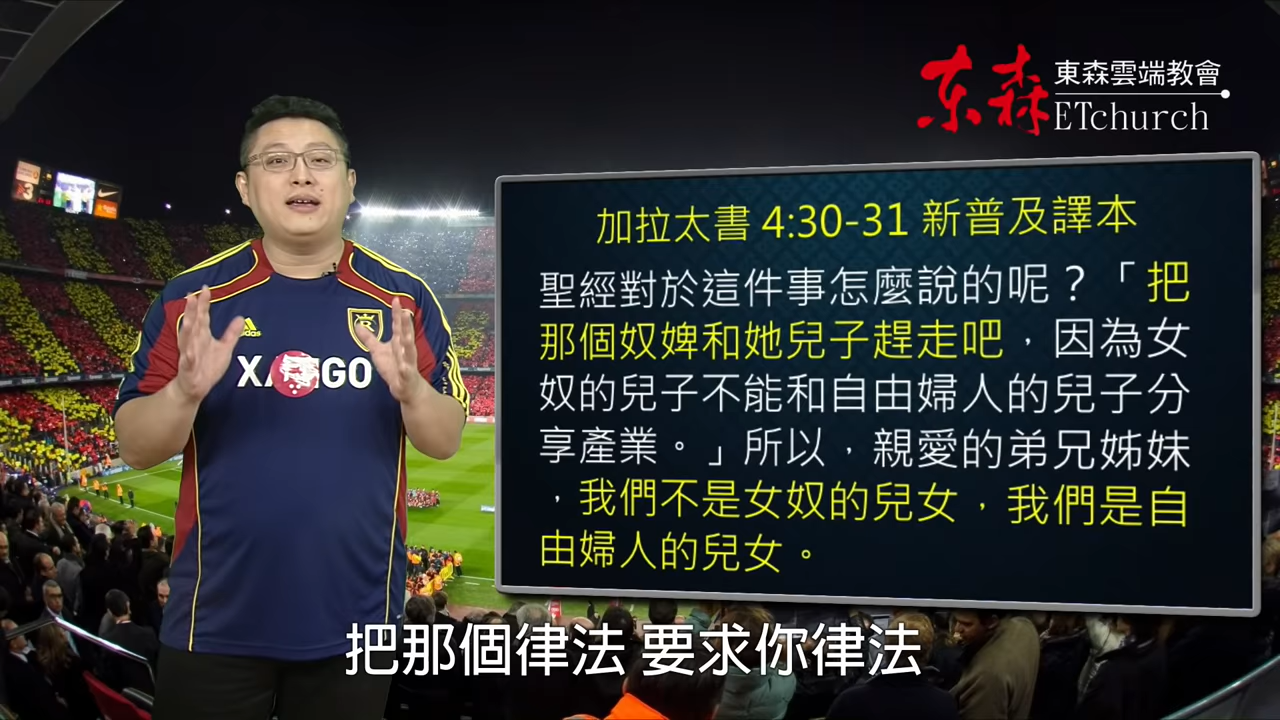 东森
東森雲端教會
ETchurch
加拉太書 4:30-31 新普及譯本
聖經對於這件事怎麼說的呢？「把
那個奴婢和她兒子趕走吧，因為女
奴的兒子不能和自由婦人的兒子分
享產業。」所以，親愛的弟兄姊妹
，我們不是女奴的兒女，我們是自
由婦人的兒女。
adidas
XANGO
把那個律法 要求你律法